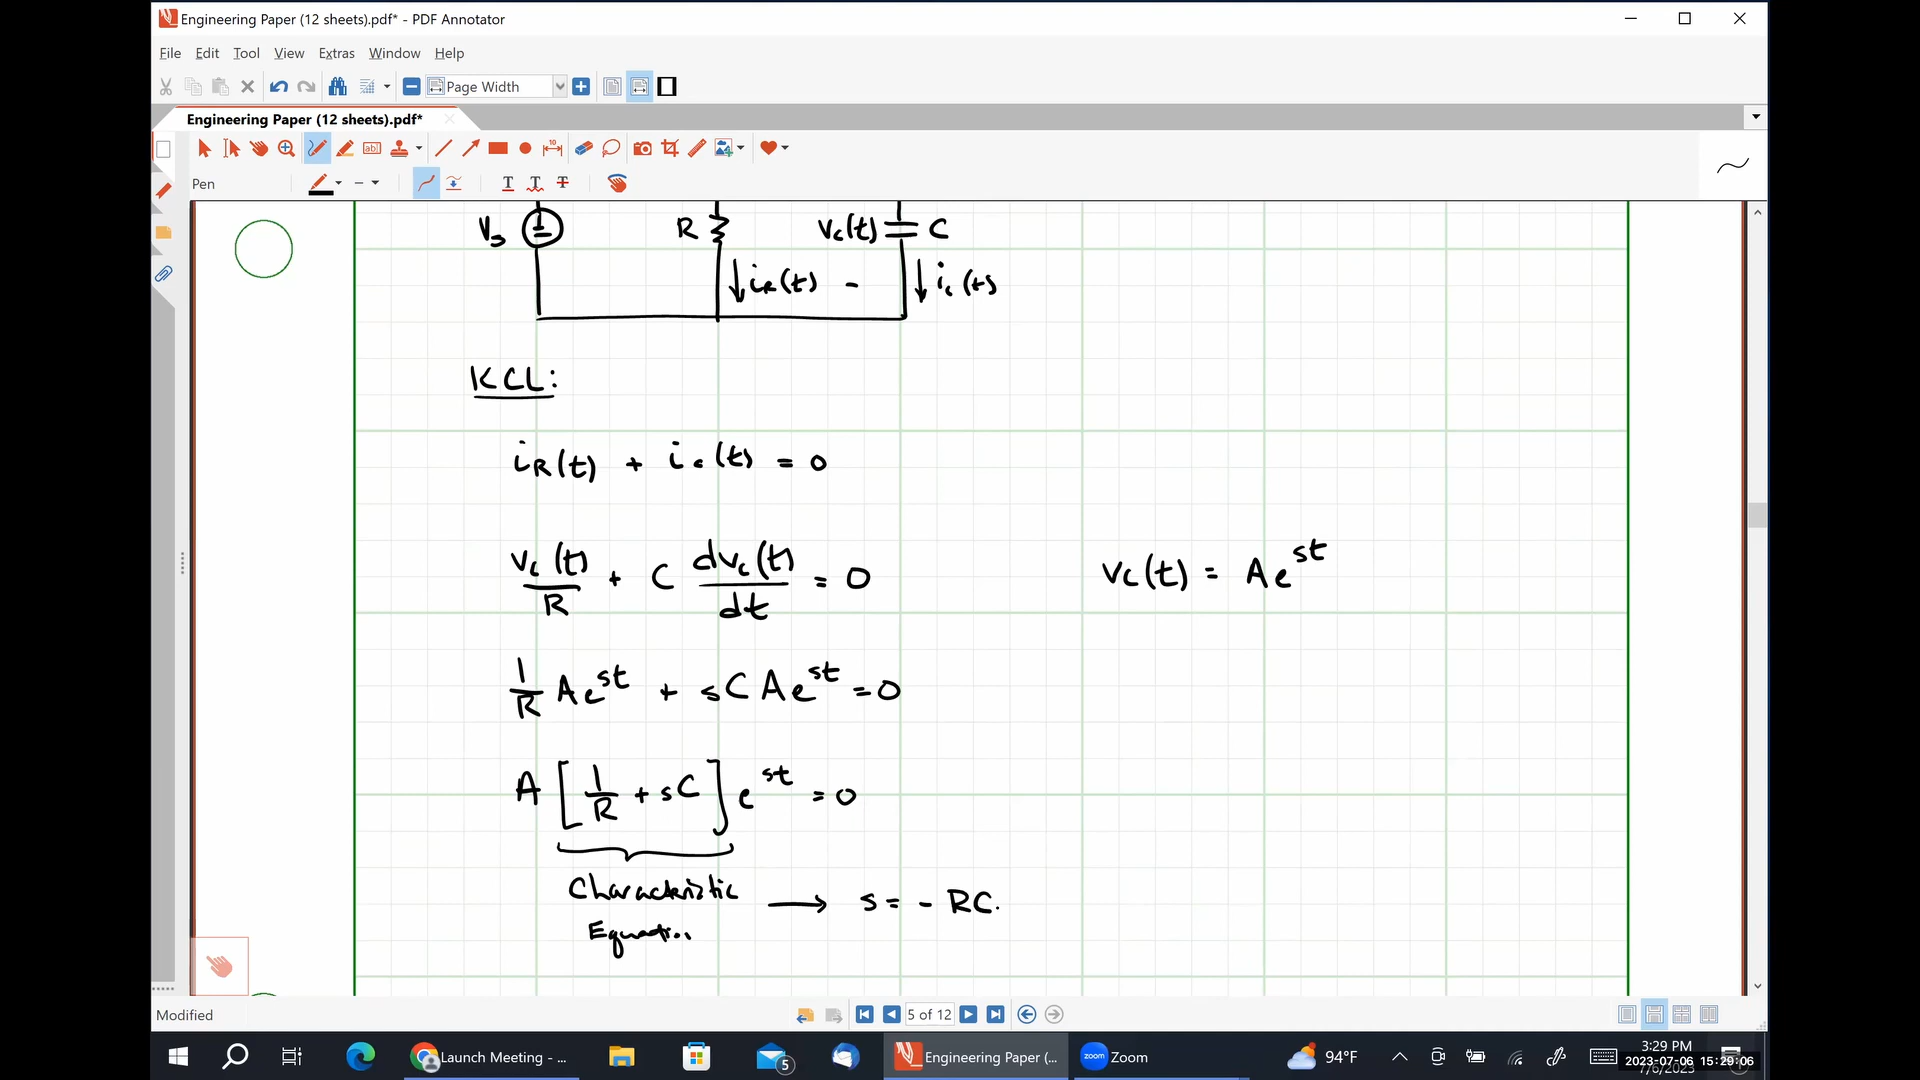 Engineering Paper (12 sheets).pdf* - PDF Annotator
File Edit Tool View Extras Window Help
Page Width
Engineering Paper (12 sheets).pdf*
Pen
Vs R vc(t) C
iR(t) - ic(t)
KCL:
iR(t) + ic(t) = 0
vc(t)/R + C dvc(t)/dt = 0
vc(t) = Ae^st
1/R Ae^st + sCAe^st = 0
A [1/R + sC] e^st = 0
Characteristic → s = - RC.
Equation
Modified 5 of 12
Launch Meeting - ... 5 Engineering Paper (... zoom Zoom 94°F 3:29 PM
2023-07-06 15:29:06